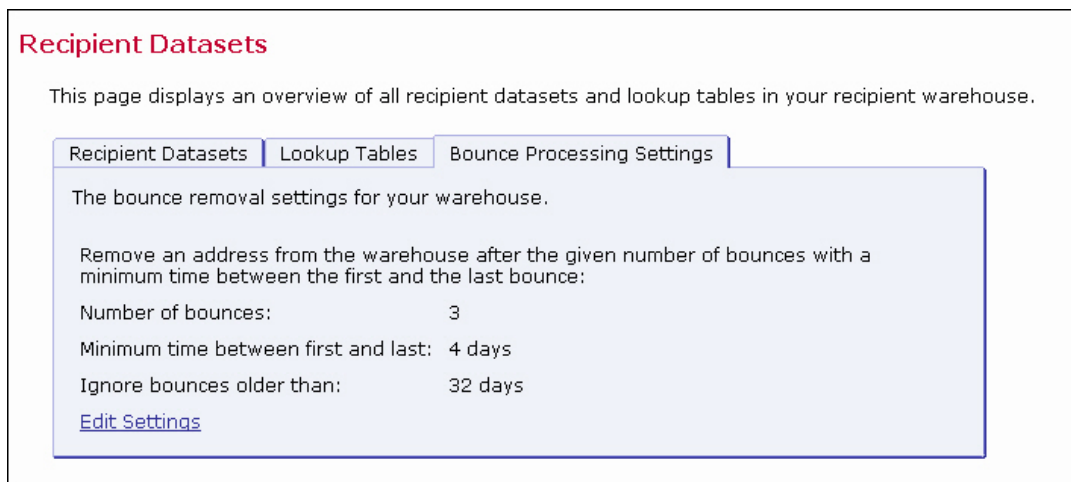 Recipient Datasets
This page displays an overview of all recipient datasets and lookup tables in your recipient warehouse.
Recipient Datasets Lookup Tables Bounce Processing Settings
The bounce removal settings for your warehouse.
Remove an address from the warehouse after the given number of bounces with a
minimum time between the first and the last bounce:
Number of bounces: 3
Minimum time between first and last: 4 days
Ignore bounces older than: 32 days
Edit Settings